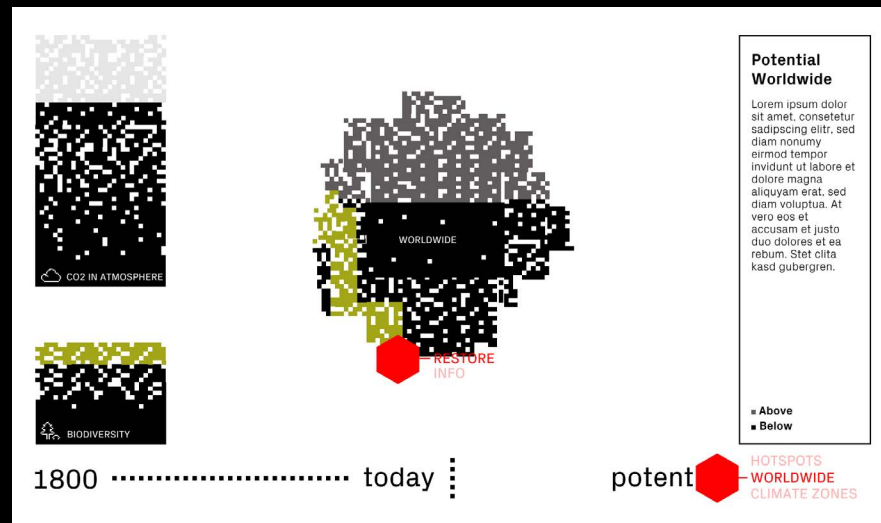 CO2 IN ATMOSPHERE
BIODIVERSITY
WORLDWIDE
RESTORE
INFO
Potential
Worldwide
Lorem ipsum dolor
sit amet, consetetur
sadipscing elitr, sed
diam nonumy
eirmod tempor
invidunt ut labore et
dolore magna
aliquyam erat, sed
diam voluptua. At
vero eos et
accusam et justo
duo dolores et ea
rebum. Stet clita
kasd gubergren.
Above
Below
1800 today potent
HOTSPOTS
WORLDWIDE
CLIMATE ZONES